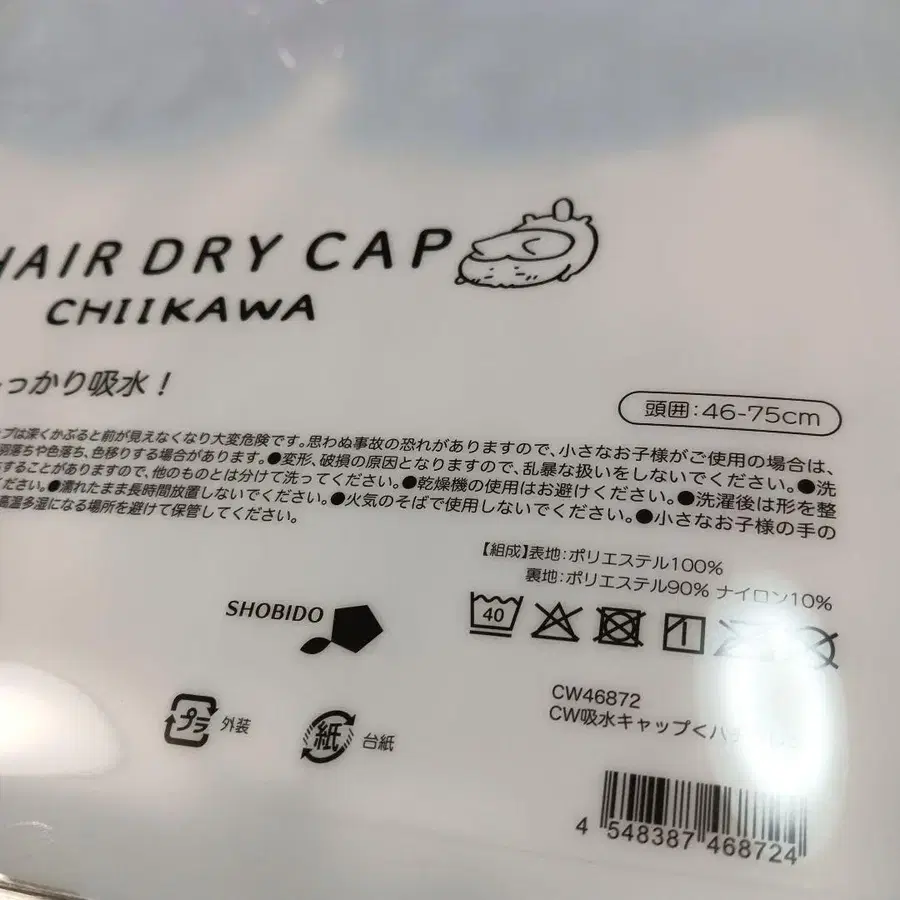 HAIR DRY CAP
CHIIKAWA
っかり吸水！
頭囲：46-75cm
プは深くかぶると前が見えなくなり大変危険です。思わぬ事故の恐れがありますので、小さなお子様がご使用の場合は、
落ちや色落ち、色移りする場合があります。●変形、破損の原因となりますので、乱暴な扱いをしないでください。●洗
することがありますので、他のものとは分けて洗ってください。●乾燥機の使用はお避けください。●洗濯後は形を整
ださい。●濡れたまま長時間放置しないでください。●火気のそばで使用しないでください。●小さなお子様の手の
高温多湿になる場所を避けて保管してください。
【組成】表地：ポリエステル100%
裏地：ポリエステル90% ナイロン10%
40
SHOBIDO
プラ 外装
紙 台紙
CW46872
CW吸水キャップ<ハ
4 548387 468724